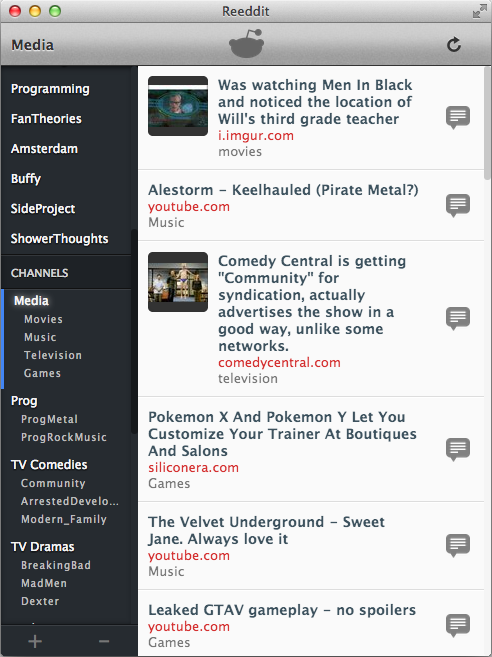 Reeddit
Media
Programming
FanTheories
Amsterdam
Buffy
SideProject
ShowerThoughts
CHANNELS
Media
Movies
Music
Television
Games
Prog
ProgMetal
ProgRockMusic
TV Comedies
Community
ArrestedDevelo...
Modern_Family
TV Dramas
BreakingBad
MadMen
Dexter
Was watching Men In Black
and noticed the location of
Will's third grade teacher
i.imgur.com
movies
Alestorm - Keelhauled (Pirate Metal?)
youtube.com
Music
Comedy Central is getting
"Community" for
syndication, actually
advertises the show in a
good way, unlike some
networks.
comedycentral.com
television
Pokemon X And Pokemon Y Let You
Customize Your Trainer At Boutiques
And Salons
siliconera.com
Games
The Velvet Underground - Sweet
Jane. Always love it
youtube.com
Music
Leaked GTAV gameplay - no spoilers
youtube.com
Games